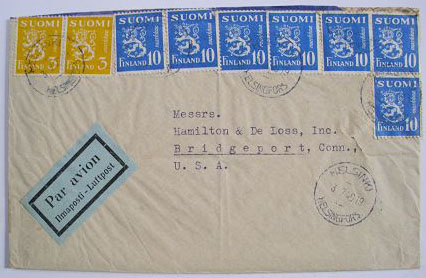 SUOMI SUOMI SUOMI SUOMI SUOMI SUOMI SUOMI SUOMI
markkaa
FINLAND 3 FINLAND 3 FINLAND 10 FINLAND 10 FINLAND 10 FINLAND 10 FINLAND 10 FINLAND 10
SUOMI
FINLAND 10
Messrs.
Hamilton & De Loss, Inc.
Bridgeport, Conn.,
U. S. A.
Par avion
Ilmaposti - Luftpost
HELSINKI
HELSINGFORS